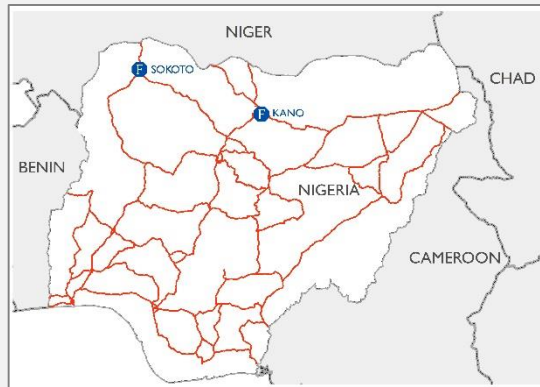 NIGER
F SOKOTO
CHAD
F KANO
BENIN
NIGERIA
CAMEROON